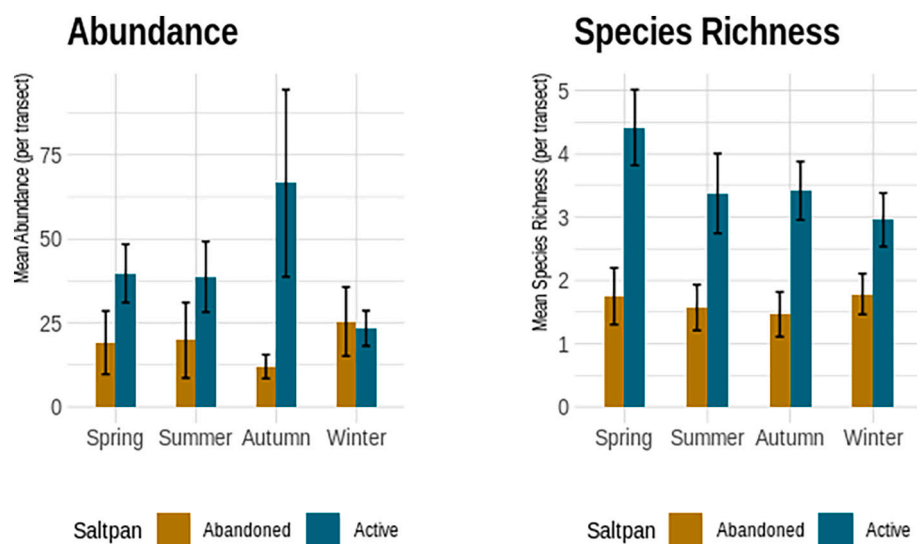 Abundance
Mean Abundance (per transect)
75
50
25
0
Spring Summer Autumn Winter
Saltpan Abandoned Active
Species Richness
Mean Species Richness (per transect)
5
4
3
2
1
0
Spring Summer Autumn Winter
Saltpan Abandoned Active